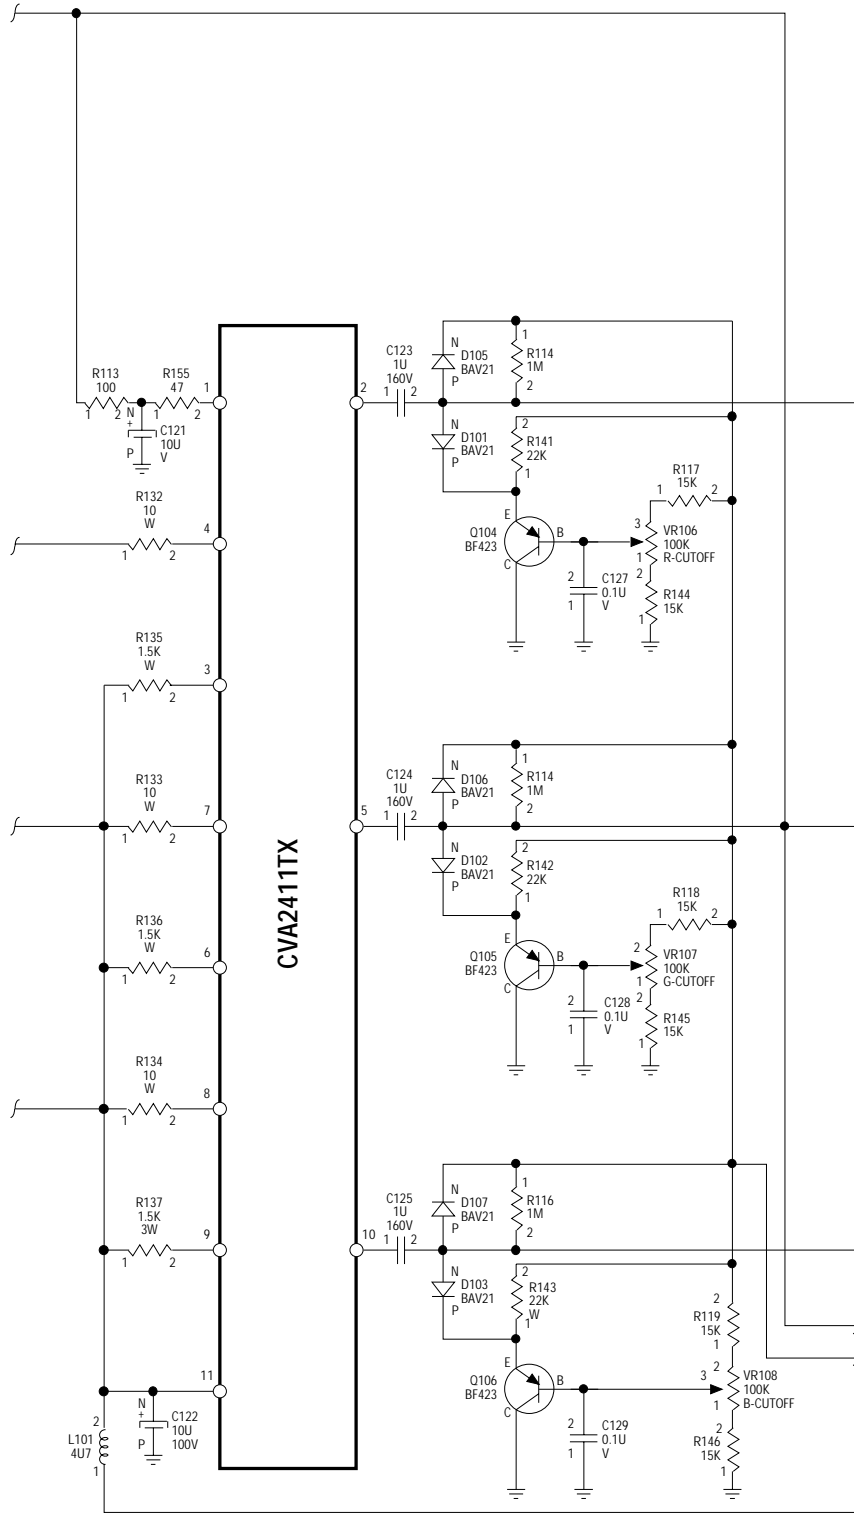 C123
1U
160V
1 2
N
P
D105
BAV21
1
R114
1M
2
R113
100
1 2
R155
47
1 2
1
2
N
+
P
C121
10U
V
N
P
D101
BAV21
2
R141
22K
1
R117
15K
1 2
R132
10
W
1 2
4
E
B
C
Q104
BF423
3
1
VR106
100K
R-CUTOFF
2
1
C127
0.1U
V
2
R144
15K
1
R135
1.5K
W
1 2
3
C124
1U
160V
1 2
N
P
D106
BAV21
1
R114
1M
2
R133
10
W
1 2
7
5
CVA2411TX
N
P
D102
BAV21
2
R142
22K
1
R118
15K
1 2
R136
1.5K
W
1 2
6
E
B
C
Q105
BF423
2
1
VR107
100K
G-CUTOFF
2
1
C128
0.1U
V
2
R145
15K
1
R134
10
W
1 2
8
C125
1U
160V
1 2
N
P
D107
BAV21
1
R116
1M
2
R137
1.5K
3W
1 2
9
10
N
P
D103
BAV21
2
R143
22K
W
1
2
R119
15K
1
11
E
B
C
Q106
BF423
2
3
1
VR108
100K
B-CUTOFF
N
+
P
C122
10U
100V
2
L101
4U7
1
2
1
C129
0.1U
V
2
R146
15K
1